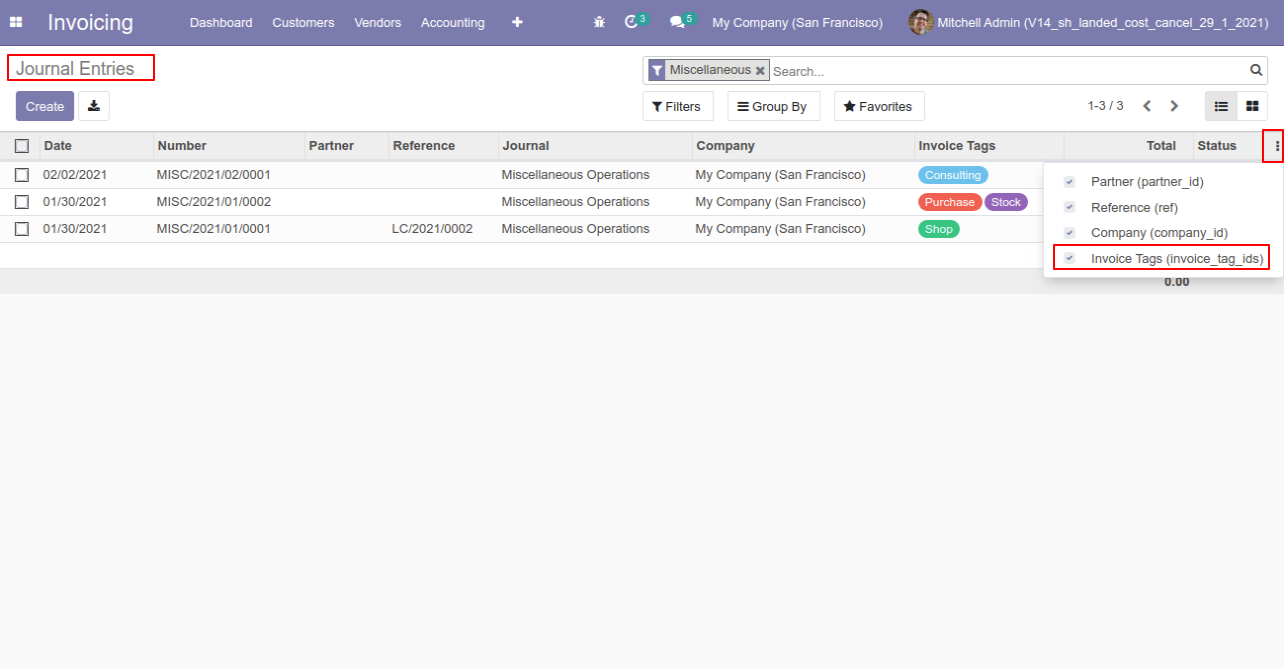 Invoicing Dashboard Customers Vendors Accounting 3 5 My Company (San Francisco) Mitchell Admin (V14_sh_landed_cost_cancel_29_1_2021)
Journal Entries
Miscellaneous Search...
Create Filters Group By Favorites 1-3 / 3
Date Number Partner Reference Journal Company Invoice Tags Total Status
02/02/2021 MISC/2021/02/0001 Miscellaneous Operations My Company (San Francisco) Consulting
01/30/2021 MISC/2021/01/0002 Miscellaneous Operations My Company (San Francisco) Purchase Stock
01/30/2021 MISC/2021/01/0001 LC/2021/0002 Miscellaneous Operations My Company (San Francisco) Shop
Partner (partner_id)
Reference (ref)
Company (company_id)
Invoice Tags (invoice_tag_ids)
0.00